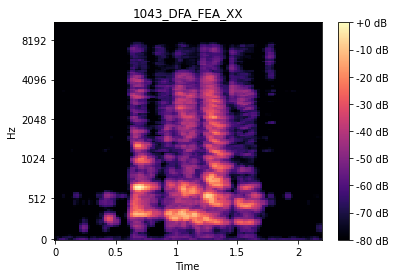 1043_DFA_FEA_XX
8192
4096
2048
1024
512
0
Hz
0
0.5
1
1.5
2
Time
+0 dB
-10 dB
-20 dB
-30 dB
-40 dB
-50 dB
-60 dB
-70 dB
-80 dB